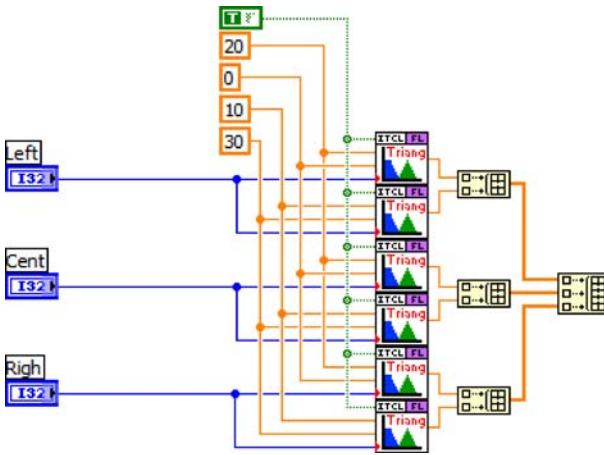 T F
20
0
10
30
Left
I32
Cent
I32
Righ
I32
ITCL FL
Triang
ITCL FL
Triang
ITCL FL
Triang
ITCL FL
Triang
ITCL FL
Triang
ITCL FL
Triang